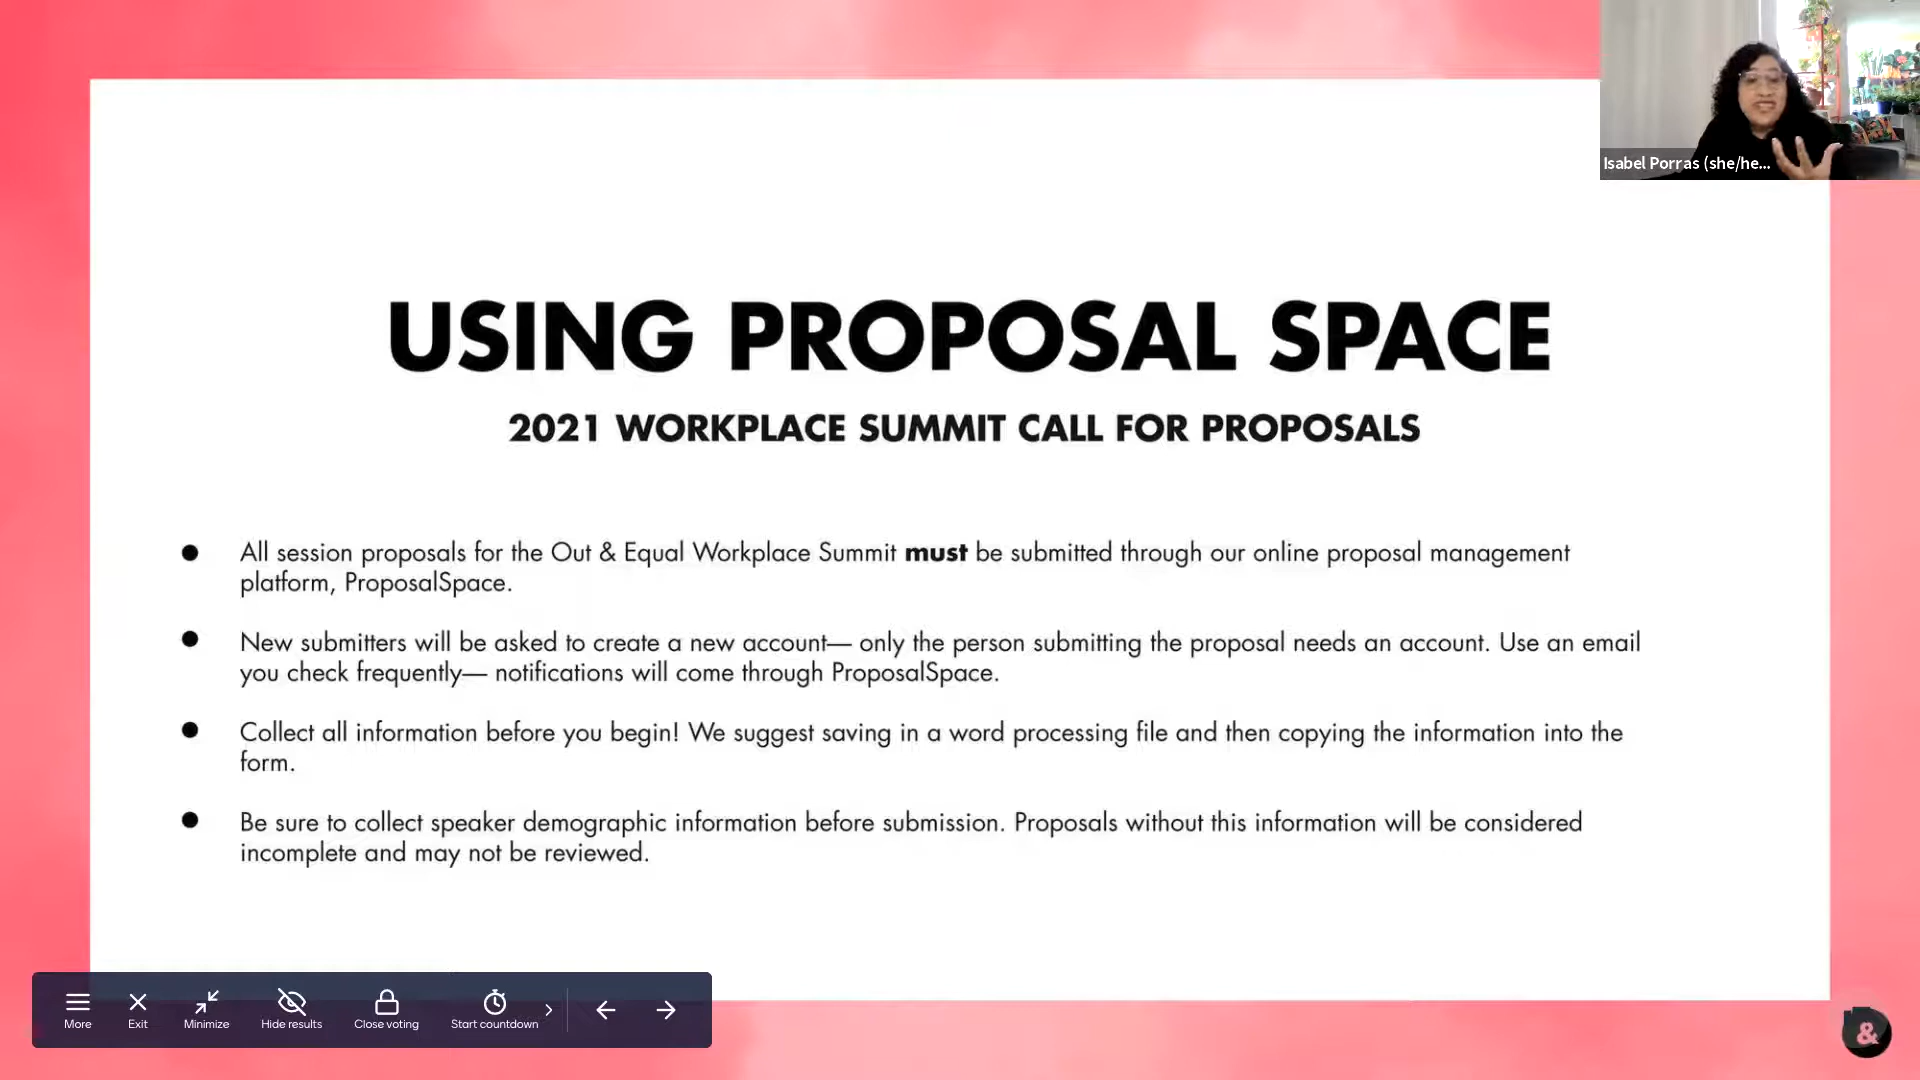 Isabel Porras (she/he...
USING PROPOSAL SPACE
2021 WORKPLACE SUMMIT CALL FOR PROPOSALS
● All session proposals for the Out & Equal Workplace Summit must be submitted through our online proposal management
platform, ProposalSpace.
● New submitters will be asked to create a new account— only the person submitting the proposal needs an account. Use an email
you check frequently— notifications will come through ProposalSpace.
● Collect all information before you begin! We suggest saving in a word processing file and then copying the information into the
form.
● Be sure to collect speaker demographic information before submission. Proposals without this information will be considered
incomplete and may not be reviewed.
More Exit Minimize Hide results Close voting Start countdown
&